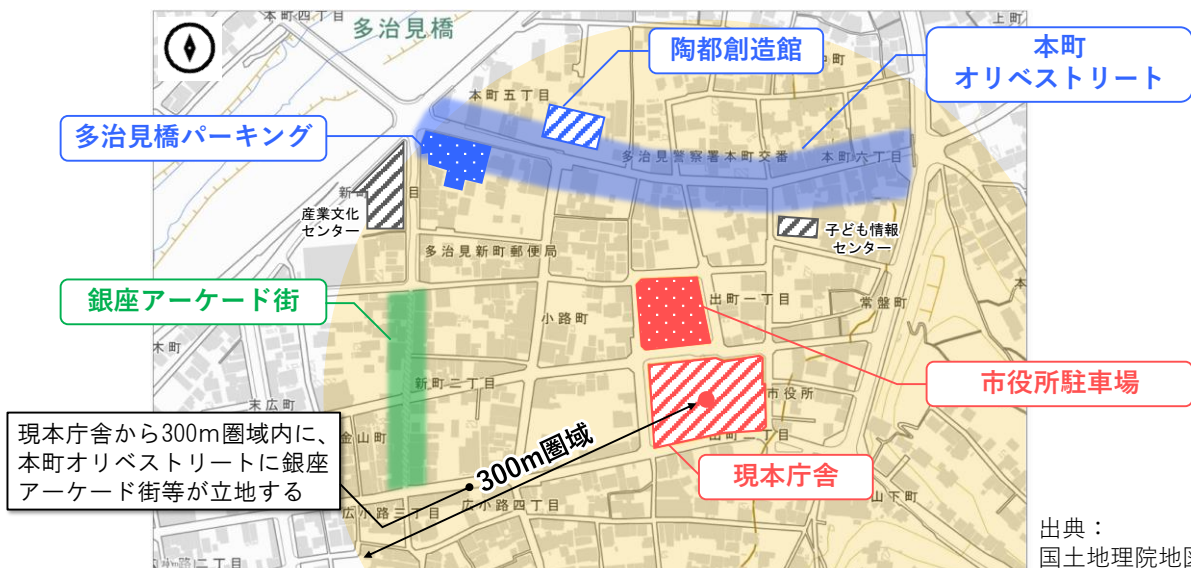 本町四丁目
多治見橋
上町
陶都創造館
本町
オリベストリート
本町五丁目
多治見橋パーキング
多治見警察署本町交番
本町六丁目
産業文化
センター
子ども情報
センター
多治見新町郵便局
銀座アーケード街
出町一丁目
常盤町
小路町
木町
新町二丁目
市役所
市役所駐車場
末広町
金山町
出町二丁目
現本庁舎から300m圏域内に、
本町オリベストリートに銀座
アーケード街等が立地する
300m圏域
現本庁舎
広小路三丁目
広小路四丁目
山下町
出典：
国土地理院地図